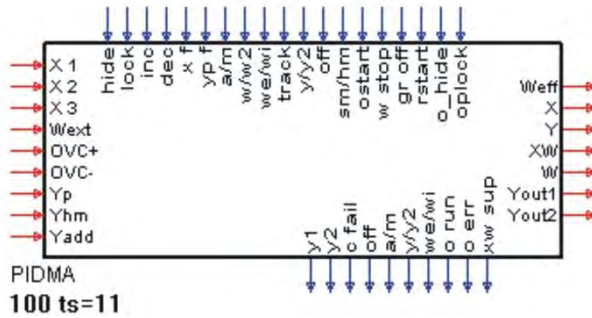 hide
lock
inc
dec
x f
yp f
a/m
w/w2
we/wi
track
y/y2
off
sm/hm
ostart
w stop
gr off
rstart
o_hide
oplock
X 1
X 2
X 3
Wext
OVC+
OVC-
Yp
Yhm
Yadd
Weff
X
Y
XW
W
Yout1
Yout2
y1
y2
c fail
off
a/m
y/y2
we/wi
o run
o err
xw sup
PIDMA
100 ts=11